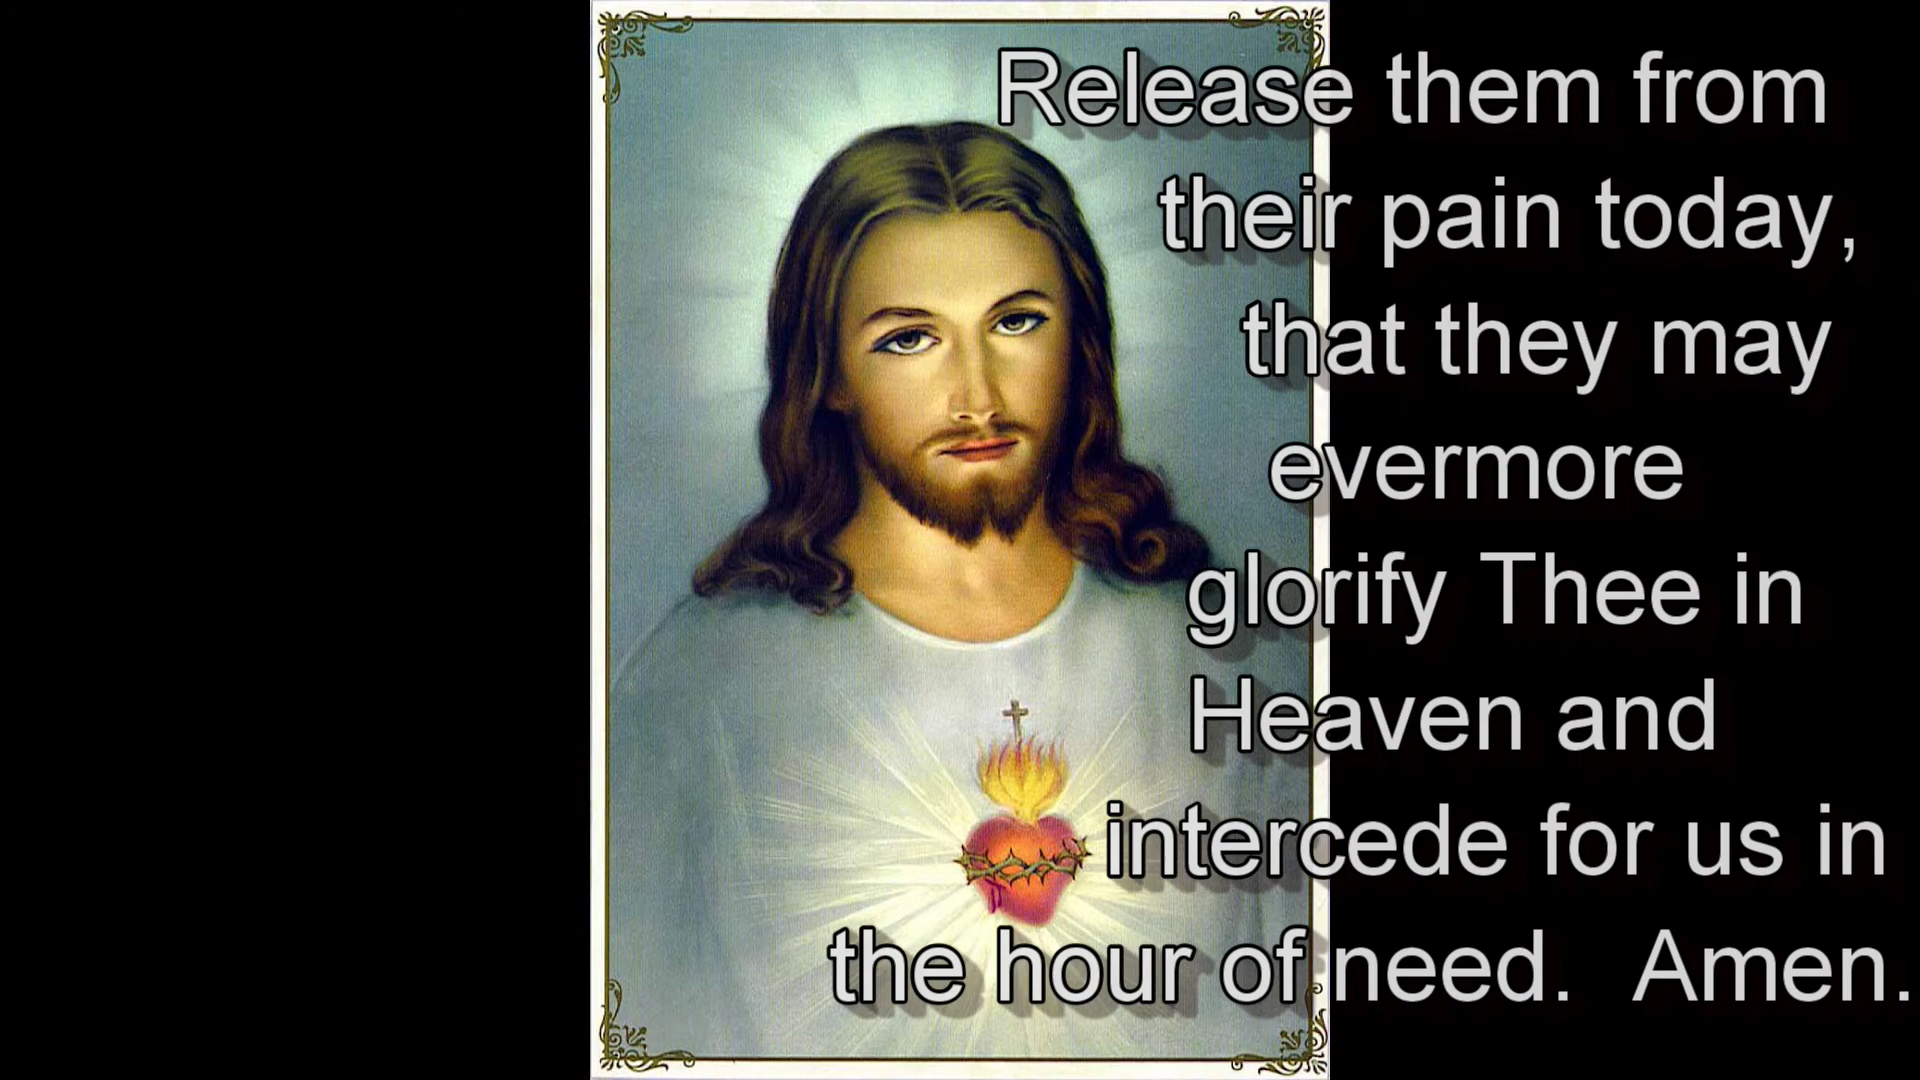 Release them from
their pain today,
that they may
evermore
glorify Thee in
Heaven and
intercede for us in
the hour of need.  Amen.